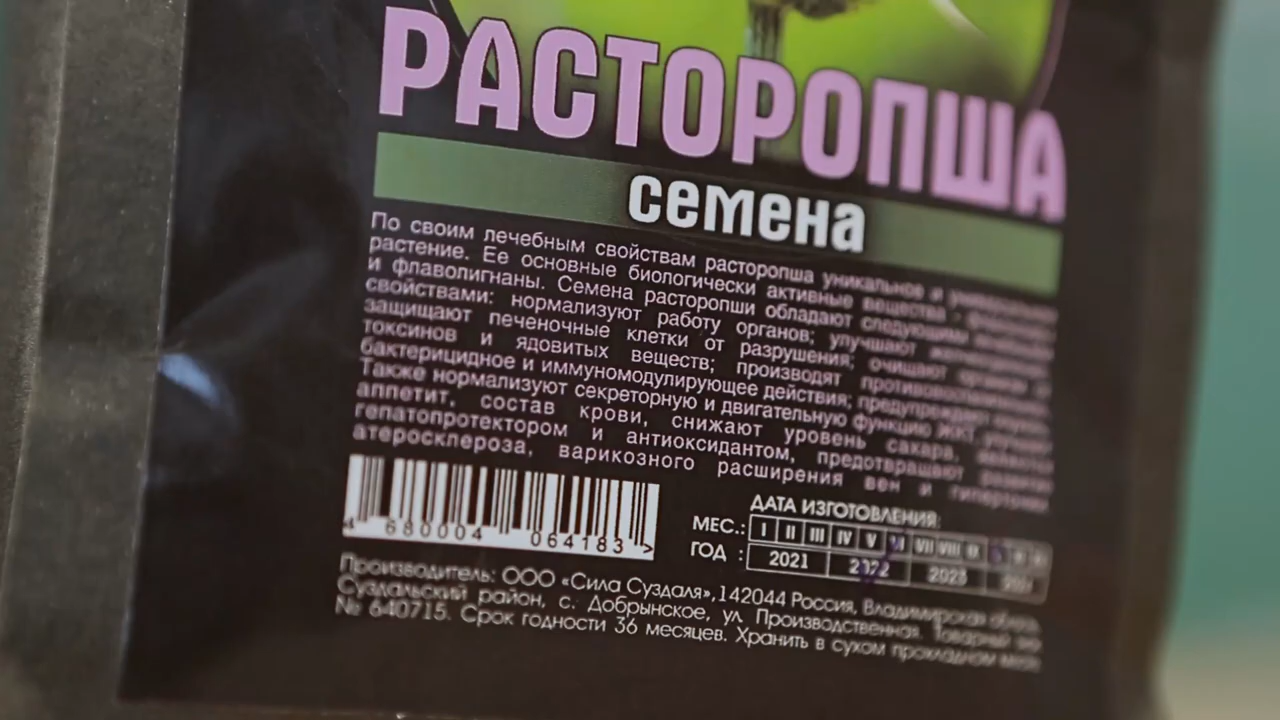 РАСТОРОПША
семена
По своим лечебным свойствам расторопша уникальное и
растение. Ее основные биологически активные вещества -
и флаволигнаны. Семена расторопши обладают следующими
свойствами: нормализуют работу органов; улучшают
защищают печеночные клетки от разрушения; очищают
токсинов и ядовитых веществ; производят
бактерицидное и иммуномодулирующее действия; предупреждают
Также нормализуют секреторную и двигательную функцию ЖКТ,
аппетит, состав крови, снижают уровень сахара,
гепатопротектором и антиоксидантом, предотвращают развитие
атеросклероза, варикозного расширения вен и гипертонии
ДАТА ИЗГОТОВЛЕНИЯ:
МЕС.: I II III IV V VI VII VIII
ГОД : 2021 2022 2023
4 680004 064183 >
Производитель: ООО «Сила Суздаля», 142044 Россия, Владимирская
Суздальский район, с. Добрынское, ул. Производственная. Товарный
№ 640715. Срок годности 36 месяцев. Хранить в сухом прохладном